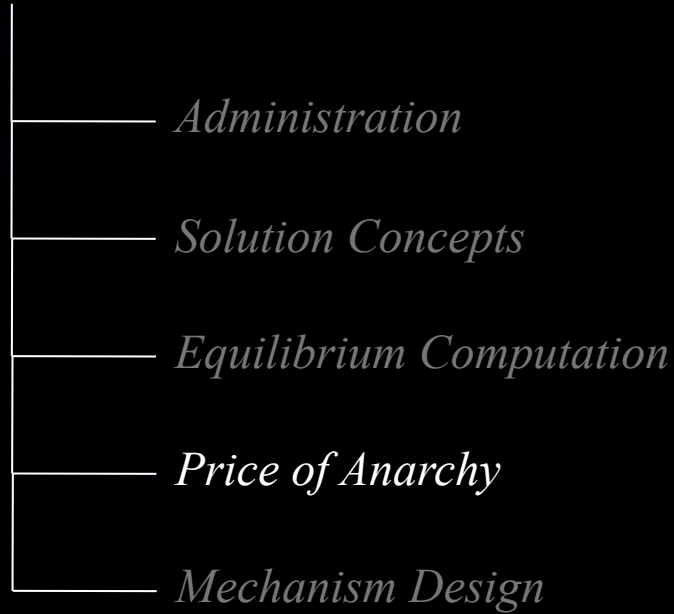 Administration
Solution Concepts
Equilibrium Computation
Price of Anarchy
Mechanism Design